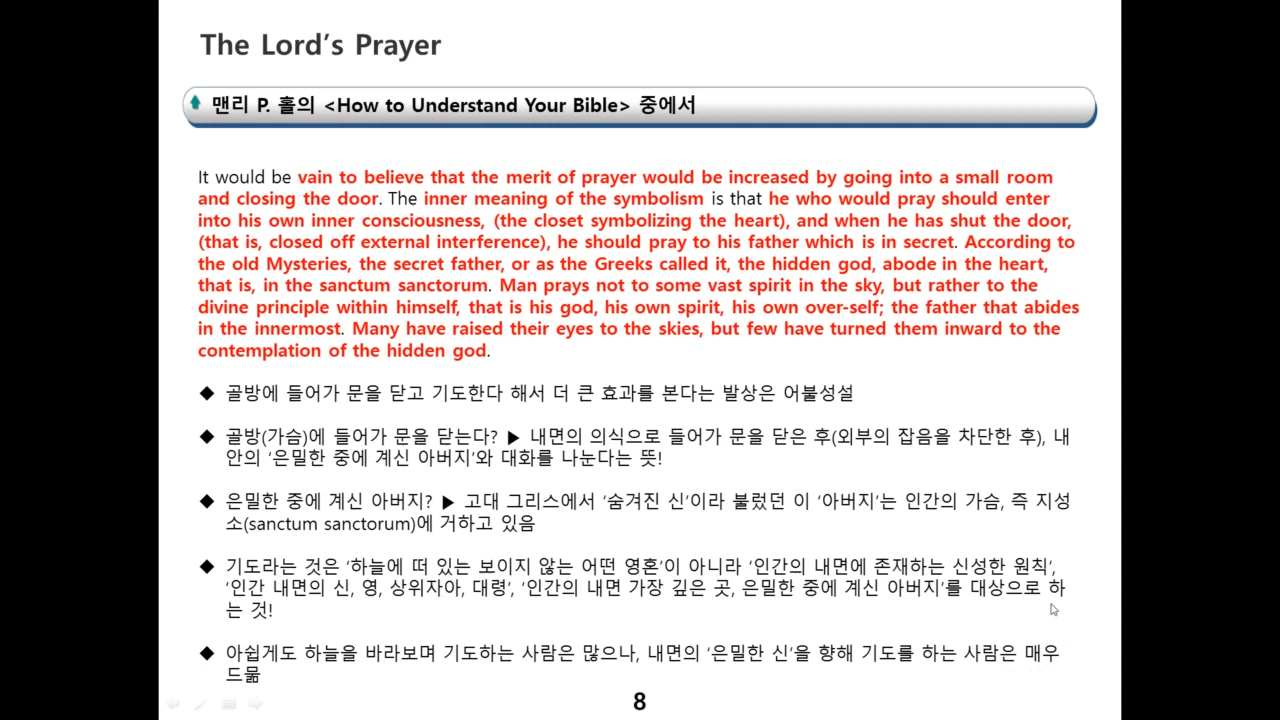 The Lord's Prayer
맨리 P. 홀의 <How to Understand Your Bible> 중에서
It would be vain to believe that the merit of prayer would be increased by going into a small room
and closing the door. The inner meaning of the symbolism is that he who would pray should enter
into his own inner consciousness, (the closet symbolizing the heart), and when he has shut the door,
(that is, closed off external interference), he should pray to his father which is in secret. According to
the old Mysteries, the secret father, or as the Greeks called it, the hidden god, abode in the heart,
that is, in the sanctum sanctorum. Man prays not to some vast spirit in the sky, but rather to the
divine principle within himself, that is his god, his own spirit, his own over-self; the father that abides
in the innermost. Many have raised their eyes to the skies, but few have turned them inward to the
contemplation of the hidden god.
◆ 골방에 들어가 문을 닫고 기도한다 해서 더 큰 효과를 본다는 발상은 어불성설
◆ 골방(가슴)에 들어가 문을 닫는다? ▶ 내면의 의식으로 들어가 문을 닫은 후(외부의 잡음을 차단한 후), 내
안의 '은밀한 중에 계신 아버지'와 대화를 나눈다는 뜻!
◆ 은밀한 중에 계신 아버지? ▶ 고대 그리스에서 '숨겨진 신'이라 불렀던 이 '아버지'는 인간의 가슴, 즉 지성
소(sanctum sanctorum)에 거하고 있음
◆ 기도라는 것은 '하늘에 떠 있는 보이지 않는 어떤 영혼'이 아니라 '인간의 내면에 존재하는 신성한 원칙',
'인간 내면의 신, 영, 상위자아, 대령', '인간의 내면 가장 깊은 곳, 은밀한 중에 계신 아버지'를 대상으로 하
는 것!
◆ 아쉽게도 하늘을 바라보며 기도하는 사람은 많으나, 내면의 '은밀한 신'을 향해 기도를 하는 사람은 매우
드묾
8